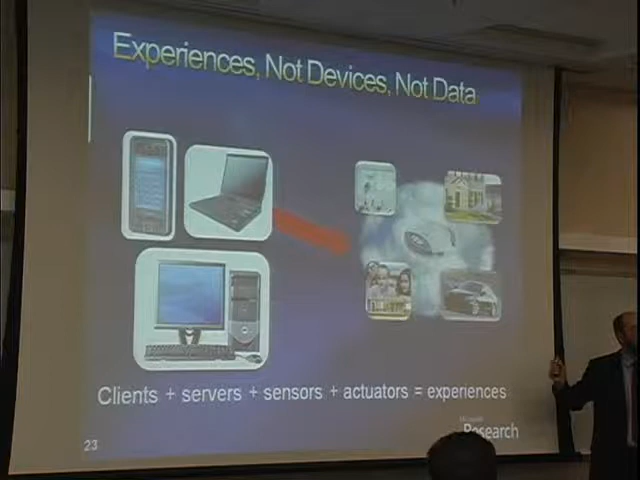 Experiences, Not Devices, Not Data
Clients + servers + sensors + actuators = experiences
Research
23